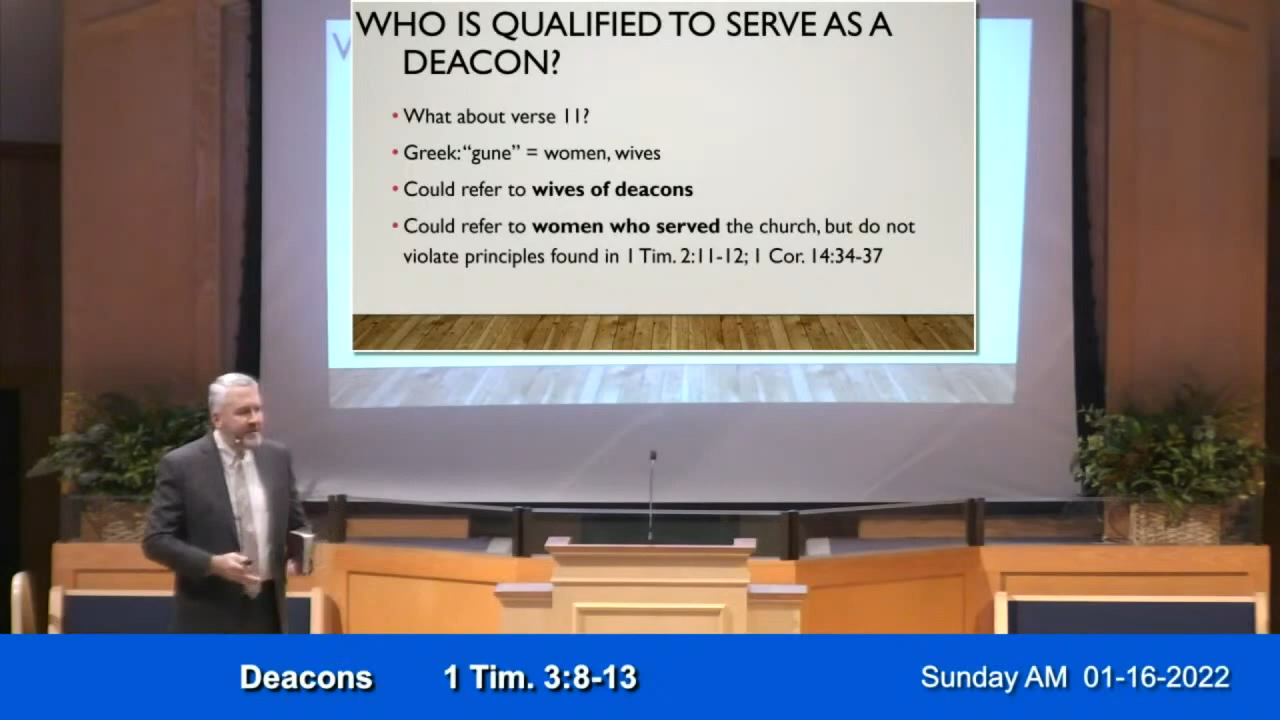 WHO IS QUALIFIED TO SERVE AS A
DEACON?
• What about verse 11?
• Greek: “gune” = women, wives
• Could refer to wives of deacons
• Could refer to women who served the church, but do not
violate principles found in 1 Tim. 2:11-12; 1 Cor. 14:34-37
Deacons 1 Tim. 3:8-13 Sunday AM 01-16-2022